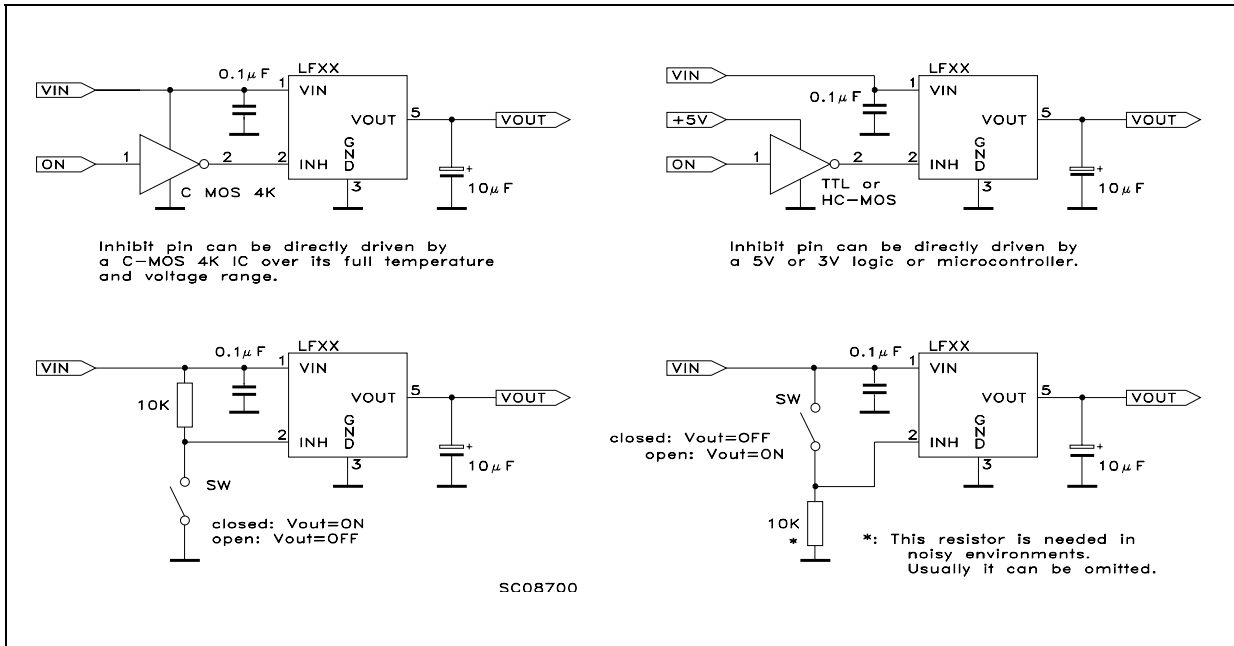 LFXX
0.1μF
VIN
1
VIN
VOUT
5
VOUT
ON
1
2
2
INH
GND
3
C MOS 4K
+
10μF
Inhibit pin can be directly driven by
a C-MOS 4K IC over its full temperature
and voltage range.
LFXX
VIN
1
VIN
0.1μF
+5V
VOUT
5
VOUT
ON
1
2
2
INH
GND
3
TTL or
HC-MOS
+
10μF
Inhibit pin can be directly driven by
a 5V or 3V logic or microcontroller.
LFXX
0.1μF
VIN
1
VIN
10K
VOUT
5
VOUT
2
INH
GND
3
+
10μF
SW
closed: Vout=ON
open: Vout=OFF
LFXX
0.1μF
VIN
1
VIN
SW
VOUT
5
VOUT
closed: Vout=OFF
open: Vout=ON
2
INH
GND
3
+
10μF
10K
*
*: This resistor is needed in
noisy environments.
Usually it can be omitted.
SC08700